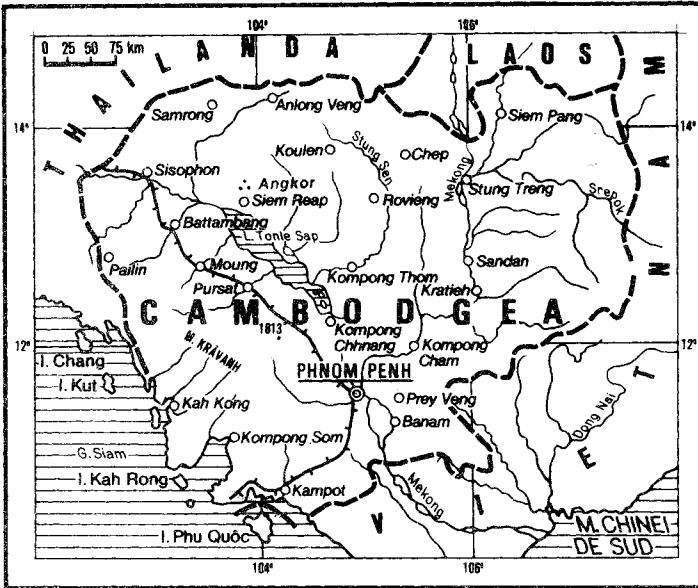 104°
106°
0 25 50 75 km
THAILANDA
LAOS
14°
14°
Samrong
Anlong Veng
Siem Pang
Koulen
Stung Sen
Chep
Mekong
Sisophon
Angkor
Siem Reap
Rovieng
Stung Treng
Srepok
Battambang
L. Tonle Sap
Pailin
Moung
Kompong Thom
Sandan
Pursat
Kratieh
CAMBODGEA
1813
Kompong
Chhnang
12°
12°
M. KRÂVANH
Kompong
Cham
I. Chang
I. Kut
PHNOM PENH
Kah Kong
Prey Veng
Banam
Dong Nai
G. Siam
Kompong Som
I. Kah Rong
Kampot
Mekong
VIETNAM
I. Phu Quôc
M. CHINEI
DE SUD
104°
106°